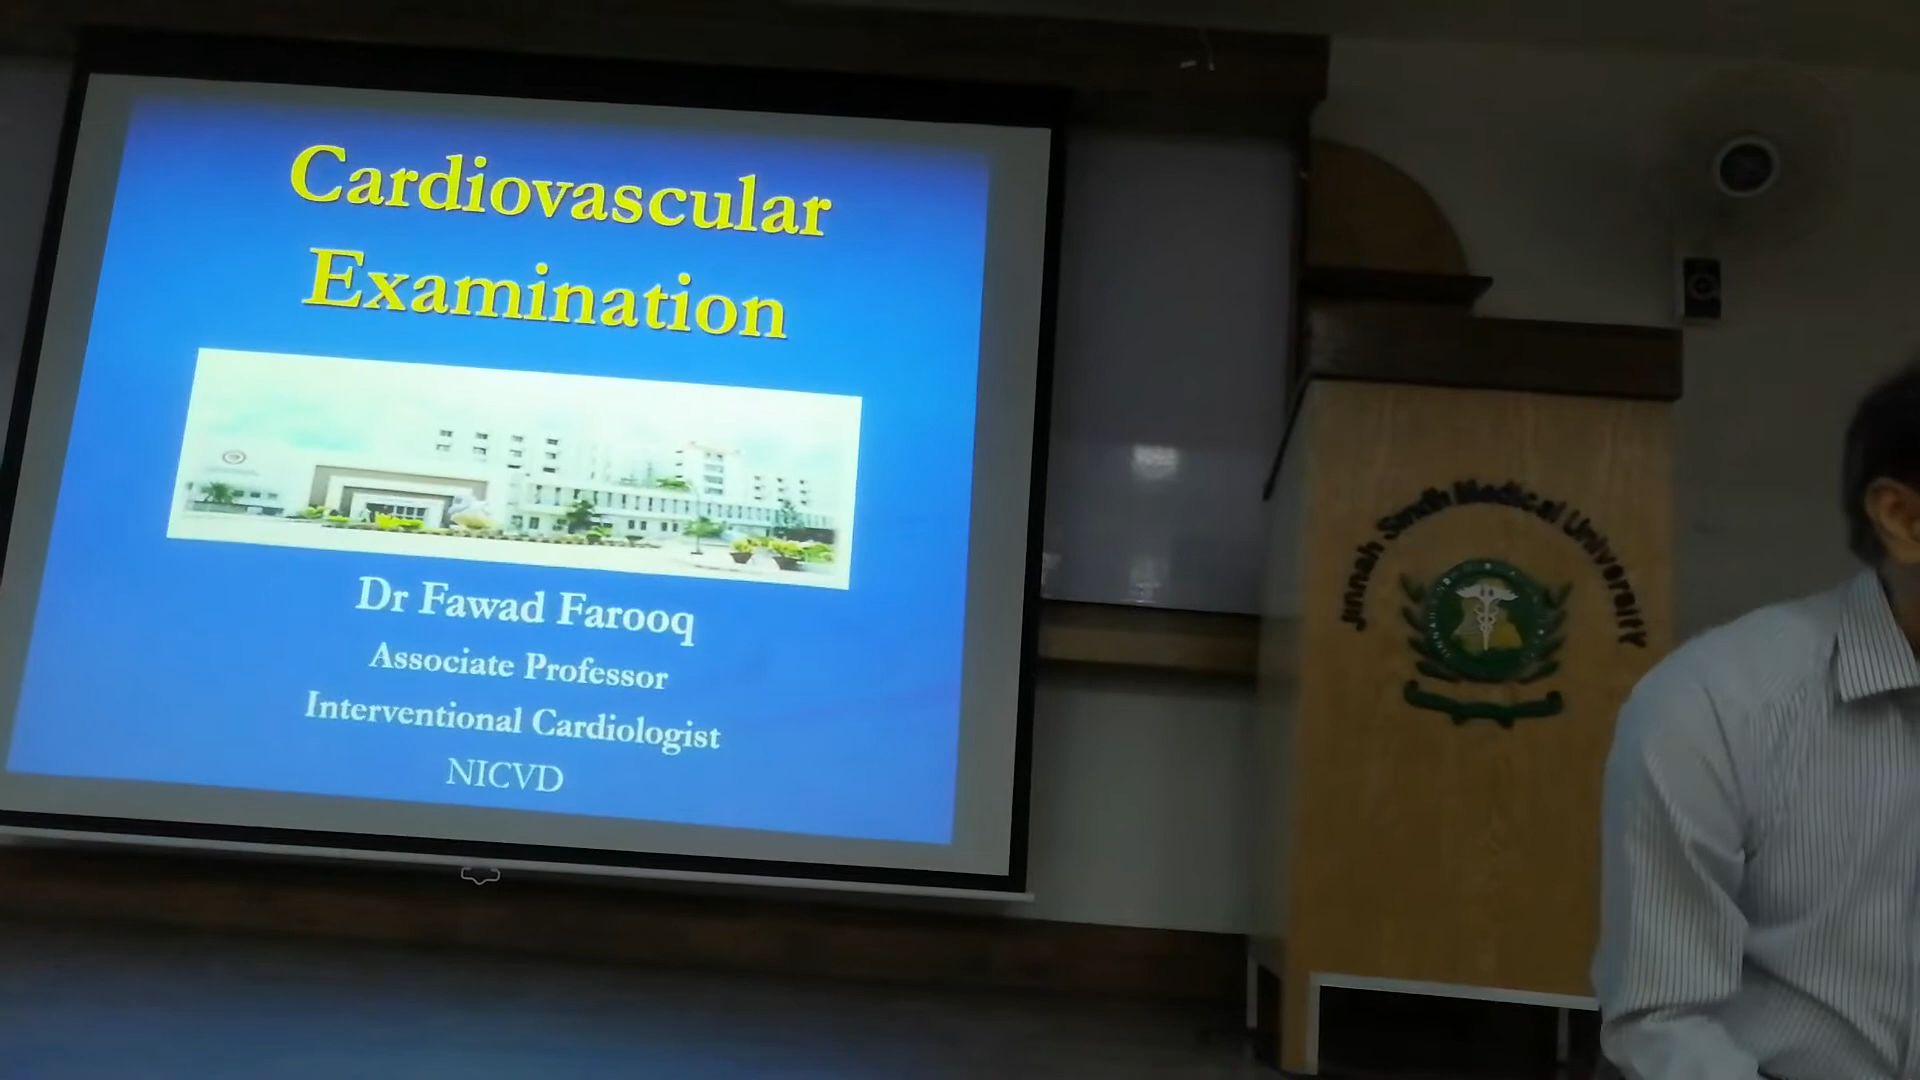 Cardiovascular
Examination
Dr Fawad Farooq
Associate Professor
Interventional Cardiologist
NICVD
Jinnah Sindh Medical University